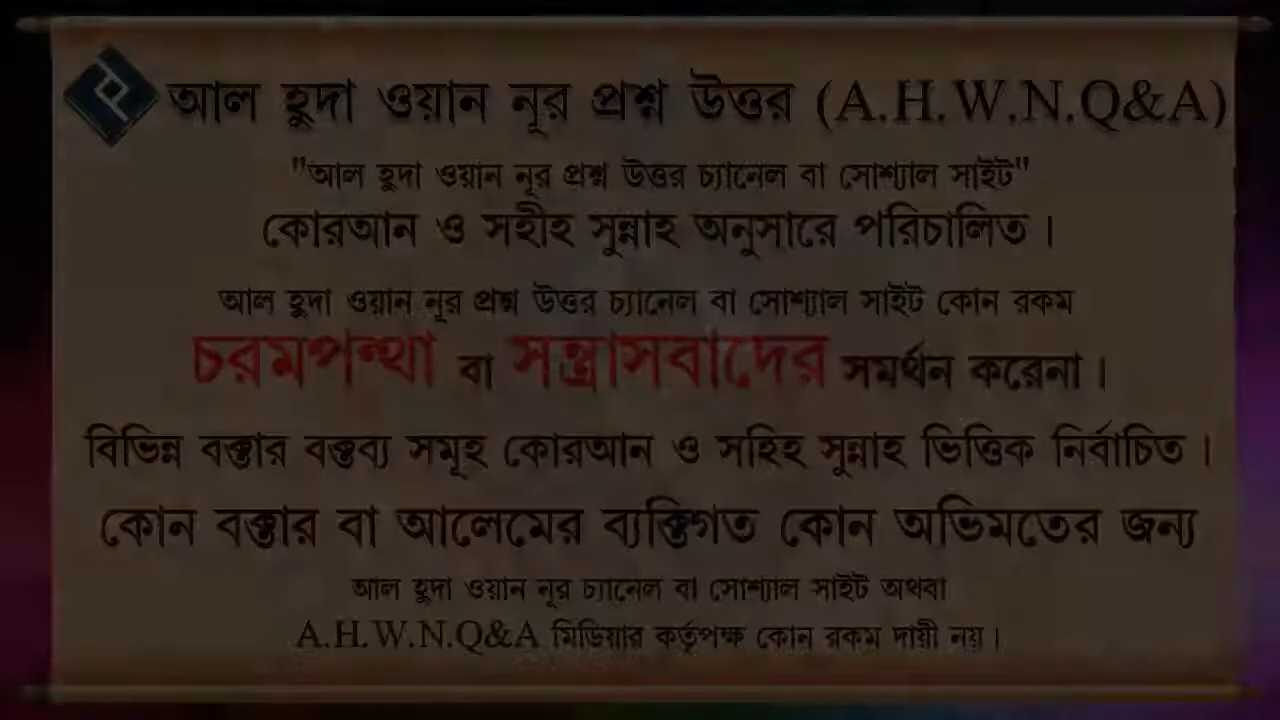 আল হুদা ওয়ান নূর প্রশ্ন উত্তর (A.H.W.N.Q&A)
"আল হুদা ওয়ান নূর প্রশ্ন উত্তর চ্যানেল বা সোশ্যাল সাইট"
কোরআন ও সহীহ সুন্নাহ অনুসারে পরিচালিত ।
আল হুদা ওয়ান নূর প্রশ্ন উত্তর চ্যানেল বা সোশ্যাল সাইট কোন রকম
চরমপন্থা বা সন্ত্রাসবাদের সমর্থন করেনা ।
বিভিন্ন বক্তার বক্তব্য সমূহ কোরআন ও সহিহ সুন্নাহ ভিত্তিক নির্বাচিত ।
কোন বক্তার বা আলেমের ব্যক্তিগত কোন অভিমতের জন্য
আল হুদা ওয়ান নূর চ্যানেল বা সোশ্যাল সাইট অথবা
A.H.W.N.Q&A মিডিয়ার কর্তৃপক্ষ কোন রকম দায়ী নয় ।